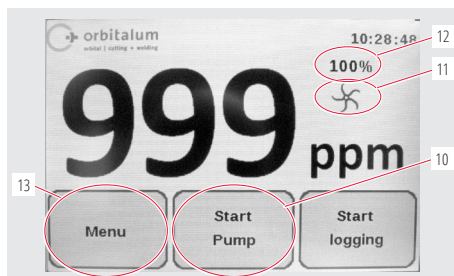 orbitalum
orbital | cutting + welding
10:28:48
12
100%
11
999
ppm
10
13
Menu
Start
Pump
Start
logging